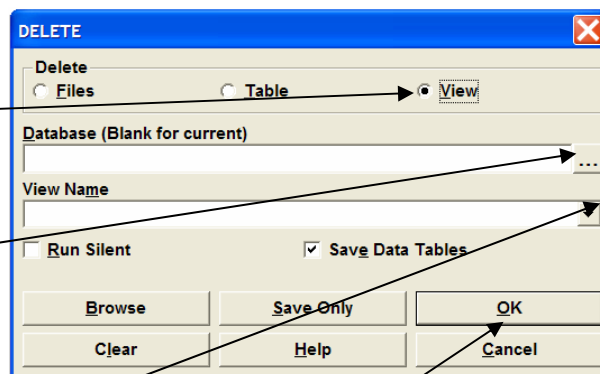 DELETE
Delete
Files Table View
Database (Blank for current)
...
View Name
Run Silent Save Data Tables
Browse Save Only OK
Clear Help Cancel